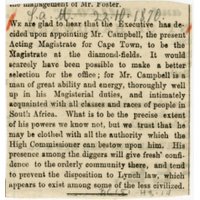 the management of Mr. Foster.
WE are glad to hear that the Executive has de-
cided upon appointing Mr. Campbell, the present
Acting Magistrate for Cape Town, to be the
Magistrate at the diamond-fields. It would
scarcely have been possible to make a better
selection for the office; for Mr. Campbell is a
man of great ability and energy, thoroughly well
up in his Magisterial duties, and intimately
acquainted with all classes and races of people in
South Africa. What is to be the precise extent
of his powers we know not, but we trust that he
may be clothed with all the authority which the
High Commissioner can bestow upon him. His
presence among the diggers will give fresh confi-
dence to the orderly community there, and tend
to prevent the disposition to Lynch law, which
appears to exist among some of the less civilized.